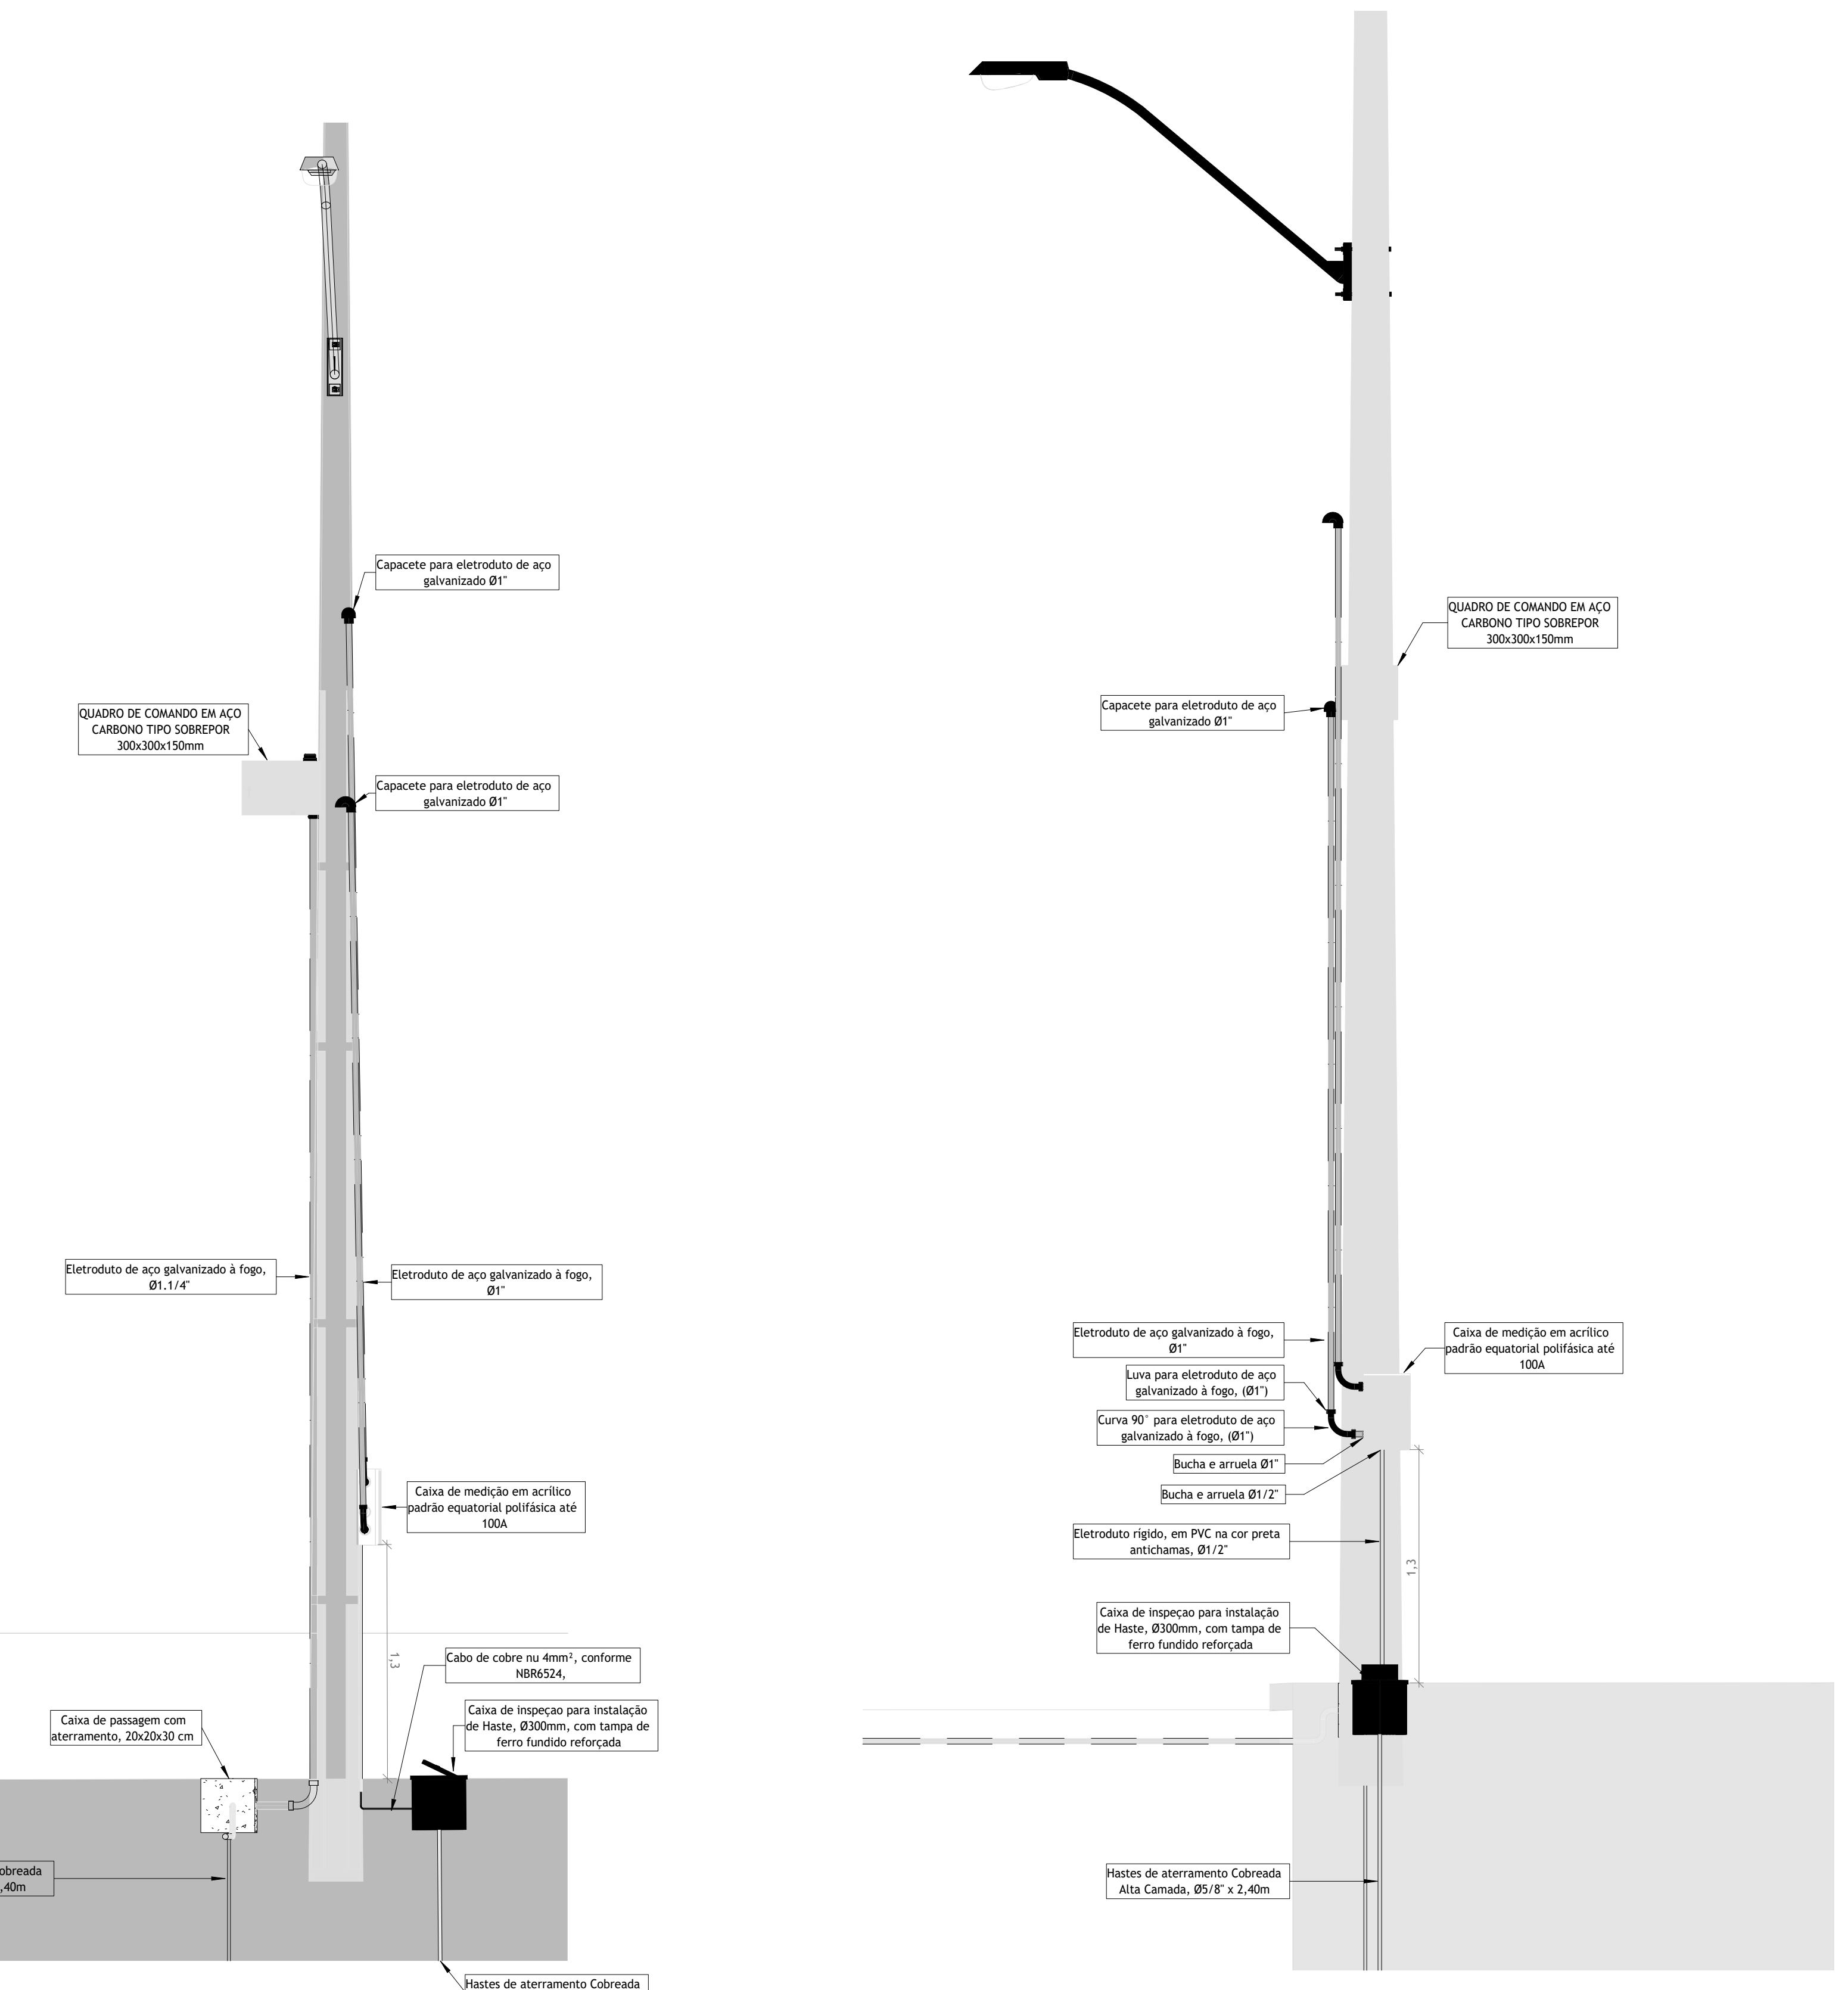 Capacete para eletroduto de aço
galvanizado Ø1"
QUADRO DE COMANDO EM AÇO
CARBONO TIPO SOBREPOR
300x300x150mm
Capacete para eletroduto de aço
galvanizado Ø1"
Eletroduto de aço galvanizado à fogo,
Ø1.1/4"
Eletroduto de aço galvanizado à fogo,
Ø1"
Caixa de medição em acrílico
padrão equatorial polifásica até
100A
1,3
Cabo de cobre nu 4mm², conforme
NBR6524,
Caixa de inspeçao para instalação
de Haste, Ø300mm, com tampa de
ferro fundido reforçada
Caixa de passagem com
aterramento, 20x20x30 cm
obreada
,40m
Hastes de aterramento Cobreada
QUADRO DE COMANDO EM AÇO
CARBONO TIPO SOBREPOR
300x300x150mm
Capacete para eletroduto de aço
galvanizado Ø1"
Eletroduto de aço galvanizado à fogo,
Ø1"
Caixa de medição em acrílico
padrão equatorial polifásica até
100A
Luva para eletroduto de aço
galvanizado à fogo, (Ø1")
Curva 90° para eletroduto de aço
galvanizado à fogo, (Ø1")
Bucha e arruela Ø1"
Bucha e arruela Ø1/2"
Eletroduto rígido, em PVC na cor preta
antichamas, Ø1/2"
1,3
Caixa de inspeçao para instalação
de Haste, Ø300mm, com tampa de
ferro fundido reforçada
Hastes de aterramento Cobreada
Alta Camada, Ø5/8" x 2,40m